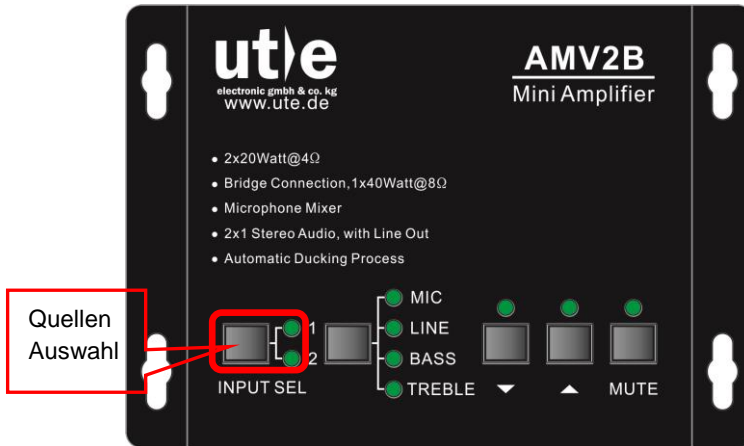 ut e
electronic gmbh & co. kg
www.ute.de
AMV2B
Mini Amplifier
• 2x20Watt@4Ω
• Bridge Connection,1x40Watt@8Ω
• Microphone Mixer
• 2x1 Stereo Audio, with Line Out
• Automatic Ducking Process
Quellen
Auswahl
1
2
INPUT SEL
MIC
LINE
BASS
TREBLE
MUTE